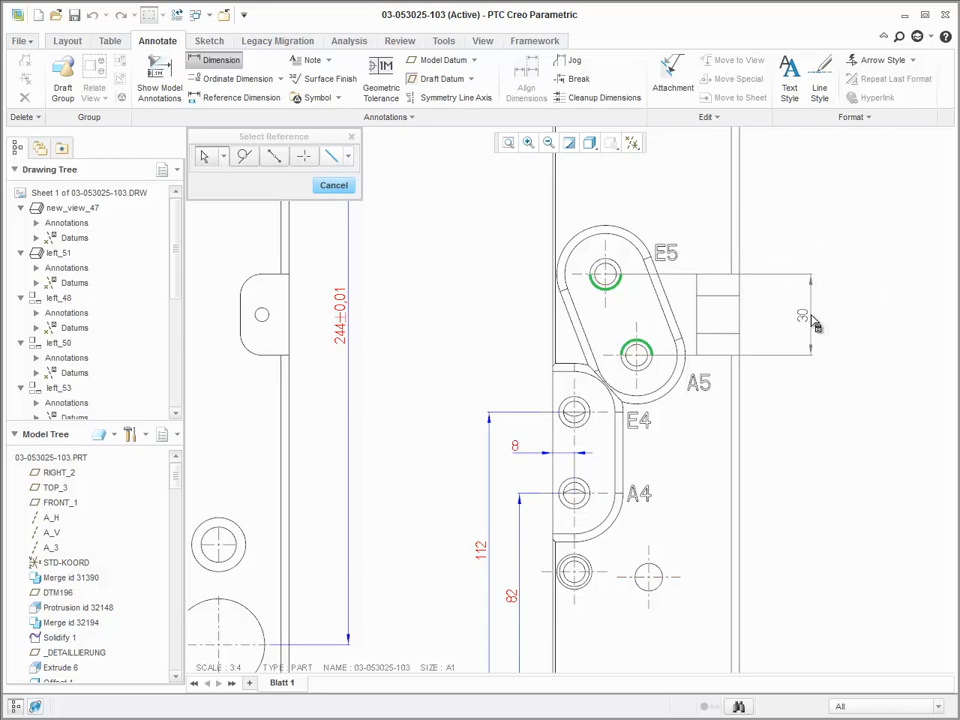 03-053025-103 (Active) - PTC Creo Parametric
File Layout Table Annotate Sketch Legacy Migration Analysis Review Tools View Framework
Draft Group
Relate View
Show Model Annotations
Dimension
Ordinate Dimension
Reference Dimension
Note
Surface Finish
Symbol
Geometric Tolerance
Model Datum
Draft Datum
Symmetry Line Axis
Align Dimensions
Jog
Break
Cleanup Dimensions
Attachment
Move to View
Move Special
Move to Sheet
Text Style
Line Style
Arrow Style
Repeat Last Format
Hyperlink
Delete Group Annotations Edit Format
Select Reference
Cancel
Drawing Tree
Sheet 1 of 03-053025-103.DRW
new_view_47
Annotations
Datums
left_51
Annotations
Datums
left_48
Annotations
Datums
left_50
Annotations
Datums
left_53
Annotations
Datums
Model Tree
03-053025-103.PRT
RIGHT_2
TOP_3
FRONT_1
A_H
A_V
A_3
STD-KOORD
Merge id 31390
DTM196
Protrusion id 32148
Merge id 32194
Solidify 1
_DETAILLIERUNG
Extrude 6
Offset 1
244±0,01
E5
30
A5
E4
8
A4
112
82
SCALE : 3:4 TYPE : PART NAME : 03-053025-103 SIZE : A1
Blatt 1
All